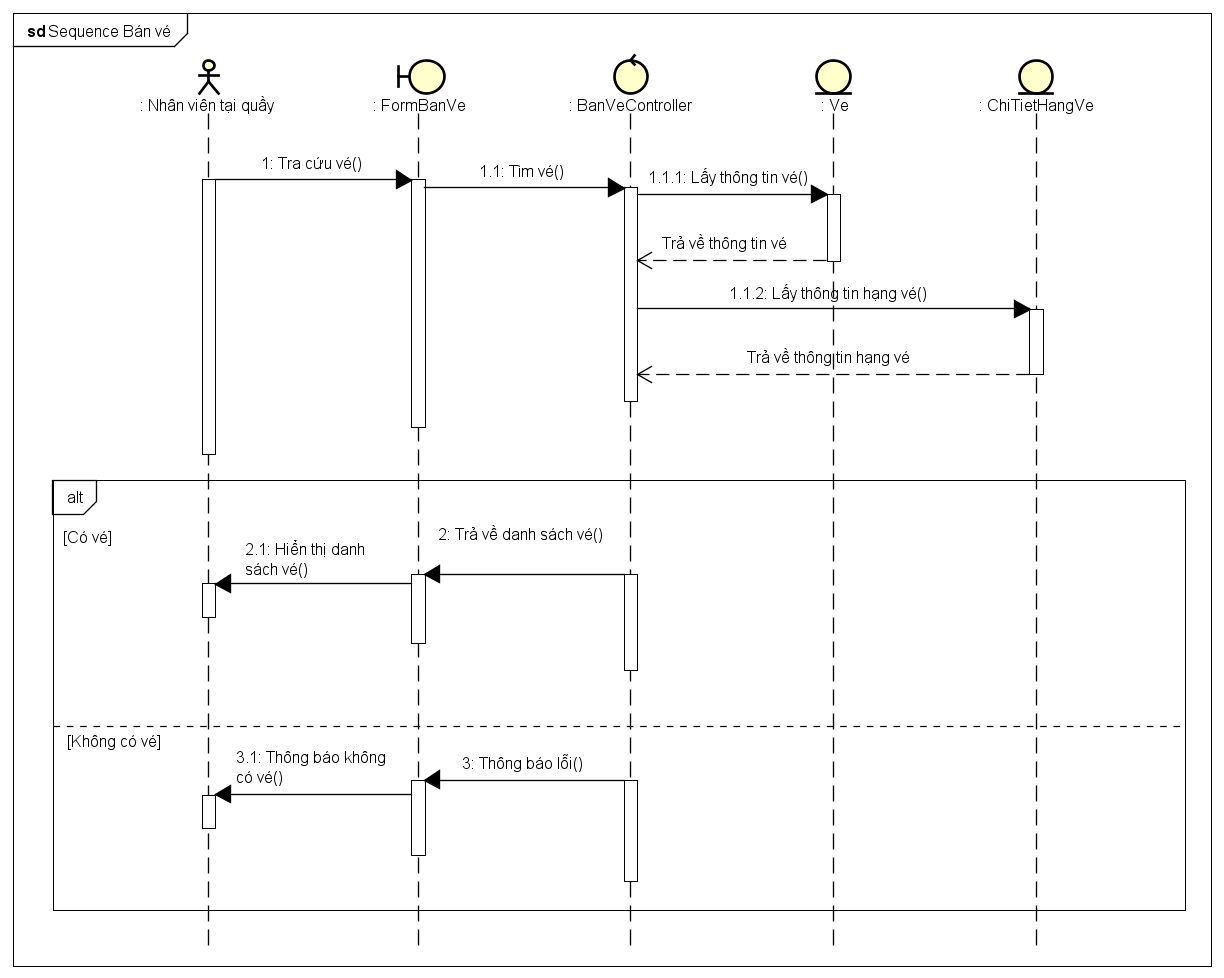 sd Sequence Bán vé
: Nhân viên tại quầy
: FormBanVe
: BanVeController
: Ve
: ChiTietHangVe
1: Tra cứu vé()
1.1: Tìm vé()
1.1.1: Lấy thông tin vé()
Trả về thông tin vé
1.1.2: Lấy thông tin hạng vé()
Trả về thông tin hạng vé
alt
[Có vé]
2: Trả về danh sách vé()
2.1: Hiển thị danh
sách vé()
[Không có vé]
3: Thông báo lỗi()
3.1: Thông báo không
có vé()